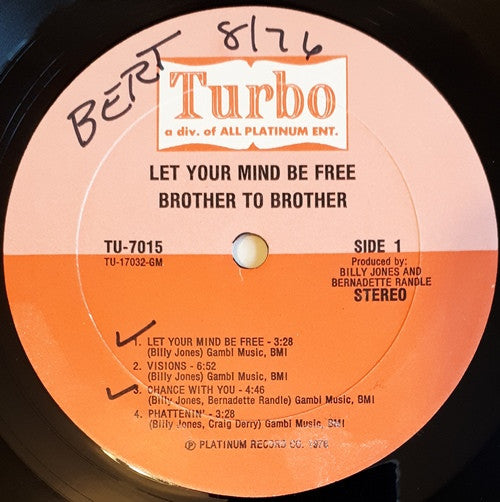 BERT 8/76
Turbo
a div. of ALL PLATINUM ENT.
LET YOUR MIND BE FREE
BROTHER TO BROTHER
TU-7015
TU-17032-GM
SIDE 1
Produced by:
BILLY JONES AND
BERNADETTE RANDLE
STEREO
1. LET YOUR MIND BE FREE - 3:28
(Billy Jones) Gambi Music, BMI
2. VISIONS - 6:52
(Billy Jones) Gambi Music, BMI
3. CHANCE WITH YOU - 4:46
(Billy Jones, Bernadette Randle) Gambi Music, BMI
4. PHATTENIN' - 3:28
(Billy Jones, Craig Derry) Gambi Music, BMI
Ⓟ PLATINUM RECORD CO. 1976